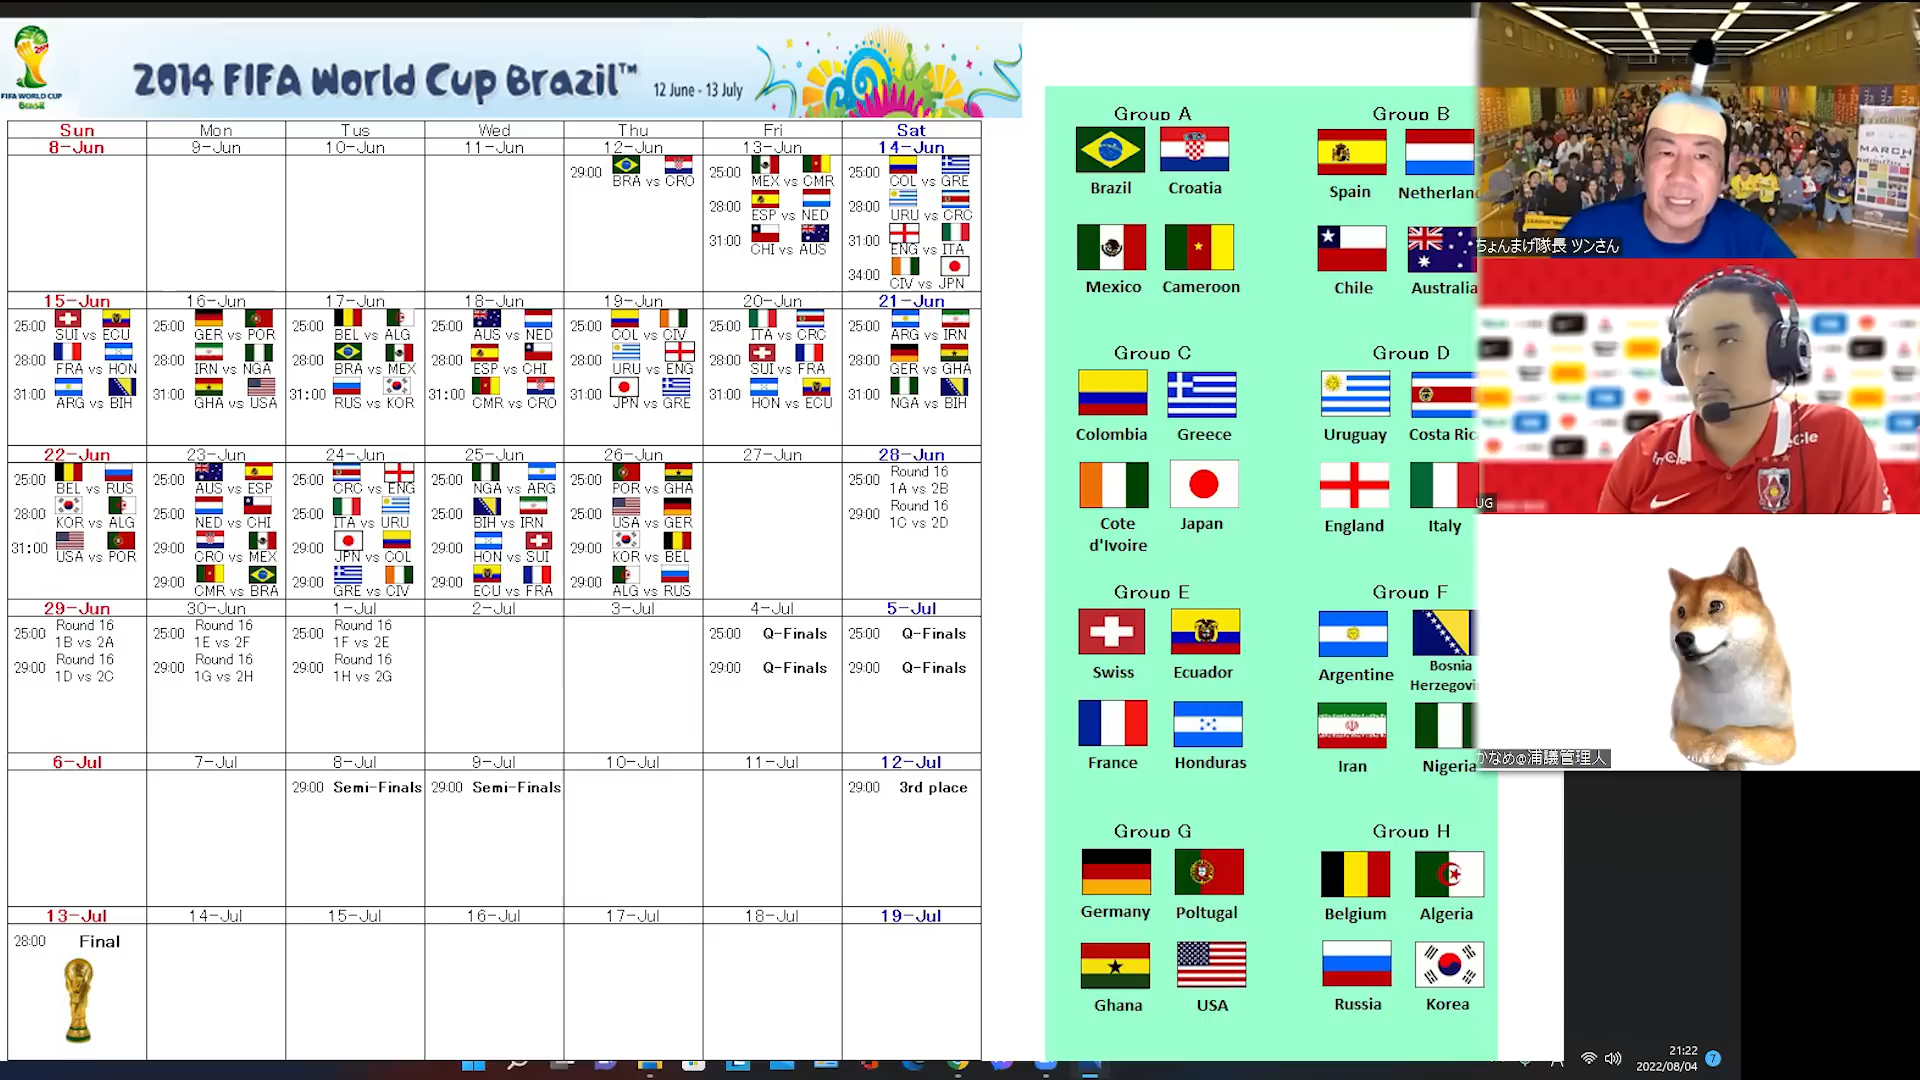 FIFA WORLD CUP
Brasil
2014 FIFA World Cup Brazil™ 12 June - 13 July
Sun Mon Tus Wed Thu Fri Sat
8-Jun 9-Jun 10-Jun 11-Jun 12-Jun 13-Jun 14-Jun
29:00 BRA vs CRO
25:00 MEX vs CMR
28:00 ESP vs NED
31:00 CHI vs AUS
25:00 COL vs GRE
28:00 URU vs CRC
31:00 ENG vs ITA
34:00 CIV vs JPN
15-Jun 16-Jun 17-Jun 18-Jun 19-Jun 20-Jun 21-Jun
25:00 SUI vs ECU 25:00 GER vs POR 25:00 BEL vs ALG 25:00 AUS vs NED 25:00 COL vs CIV 25:00 ITA vs CRC 25:00 ARG vs IRN
28:00 FRA vs HON 28:00 IRN vs NGA 28:00 BRA vs MEX 28:00 ESP vs CHI 28:00 URU vs ENG 28:00 SUI vs FRA 28:00 GER vs GHA
31:00 ARG vs BIH 31:00 GHA vs USA 31:00 RUS vs KOR 31:00 CMR vs CRO 31:00 JPN vs GRE 31:00 HON vs ECU 31:00 NGA vs BIH
22-Jun 23-Jun 24-Jun 25-Jun 26-Jun 27-Jun 28-Jun
25:00 BEL vs RUS 25:00 AUS vs ESP 25:00 CRC vs ENG 25:00 NGA vs ARG 25:00 POR vs GHA 25:00 Round 16 1A vs 2B
28:00 KOR vs ALG 25:00 NED vs CHI 25:00 ITA vs URU 25:00 BIH vs IRN 25:00 USA vs GER 29:00 Round 16 1C vs 2D
31:00 USA vs POR 29:00 CRO vs MEX 29:00 JPN vs COL 29:00 HON vs SUI 29:00 KOR vs BEL
29:00 CMR vs BRA 29:00 GRE vs CIV 29:00 ECU vs FRA 29:00 ALG vs RUS
29-Jun 30-Jun 1-Jul 2-Jul 3-Jul 4-Jul 5-Jul
25:00 Round 16 1B vs 2A 25:00 Round 16 1E vs 2F 25:00 Round 16 1F vs 2E 25:00 Q-Finals 25:00 Q-Finals
29:00 Round 16 1D vs 2C 29:00 Round 16 1G vs 2H 29:00 Round 16 1H vs 2G 29:00 Q-Finals 29:00 Q-Finals
6-Jul 7-Jul 8-Jul 9-Jul 10-Jul 11-Jul 12-Jul
29:00 Semi-Finals 29:00 Semi-Finals 29:00 3rd place
13-Jul 14-Jul 15-Jul 16-Jul 17-Jul 18-Jul 19-Jul
28:00 Final
Group A Group B
Brazil Croatia Spain Netherlan
Mexico Cameroon Chile Australia
Group C Group D
Colombia Greece Uruguay Costa Ric
Cote d'Ivoire Japan England Italy
Group E Group F
Swiss Ecuador Argentine Bosnia Herzegovi
France Honduras Iran Nigeria
Group G Group H
Germany Poltugal Belgium Algeria
Ghana USA Russia Korea
MARCH
ちょんまげ隊長 ツンさん
UG
かなめ@浦議管理人
21:22
2022/08/04
7